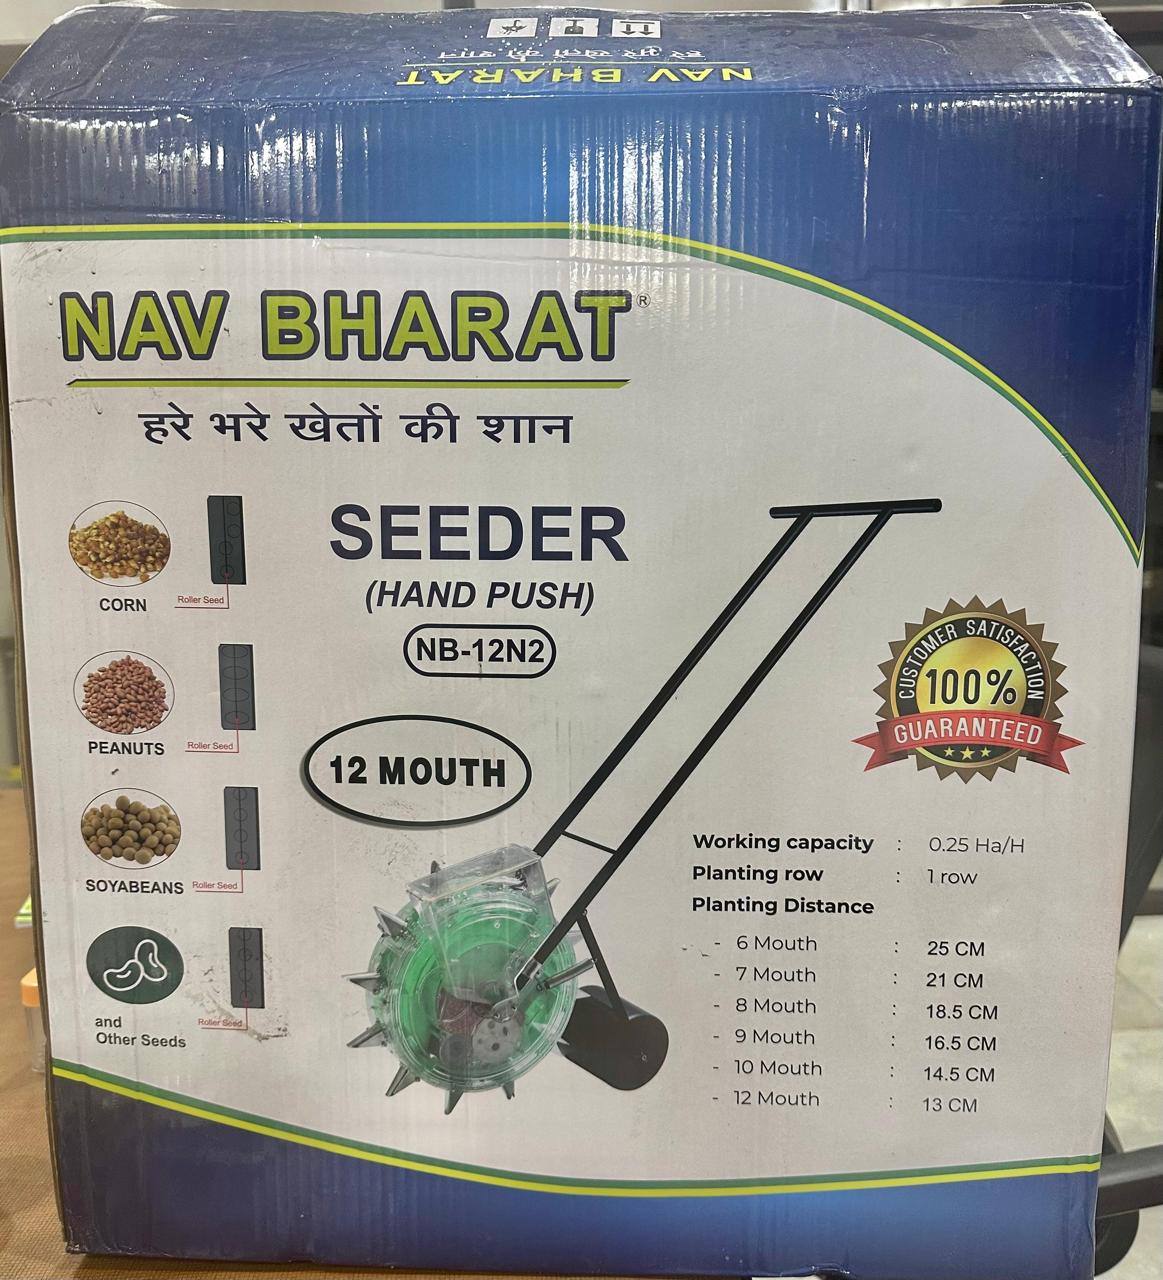 हरे भरे खेतों की शान
NAV BHARAT
NAV BHARAT®
हरे भरे खेतों की शान
SEEDER
(HAND PUSH)
NB-12N2
12 MOUTH
CORN
Roller Seed
PEANUTS
Roller Seed
SOYABEANS
Roller Seed
and
Other Seeds
Roller Seed
CUSTOMER SATISFACTION
100%
GUARANTEED
Working capacity : 0.25 Ha/H
Planting row : 1 row
Planting Distance
- 6 Mouth : 25 CM
- 7 Mouth : 21 CM
- 8 Mouth : 18.5 CM
- 9 Mouth : 16.5 CM
- 10 Mouth : 14.5 CM
- 12 Mouth : 13 CM